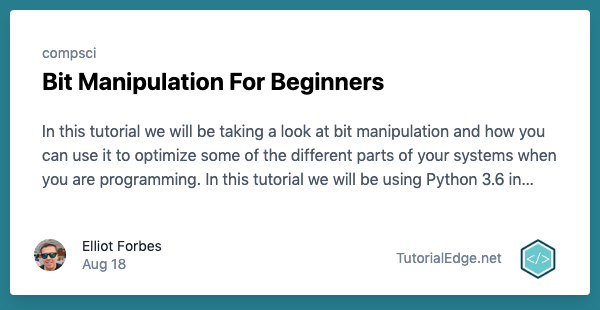 compsci
Bit Manipulation For Beginners
In this tutorial we will be taking a look at bit manipulation and how you
can use it to optimize some of the different parts of your systems when
you are programming. In this tutorial we will be using Python 3.6 in...
Elliot Forbes
Aug 18
TutorialEdge.net
</>